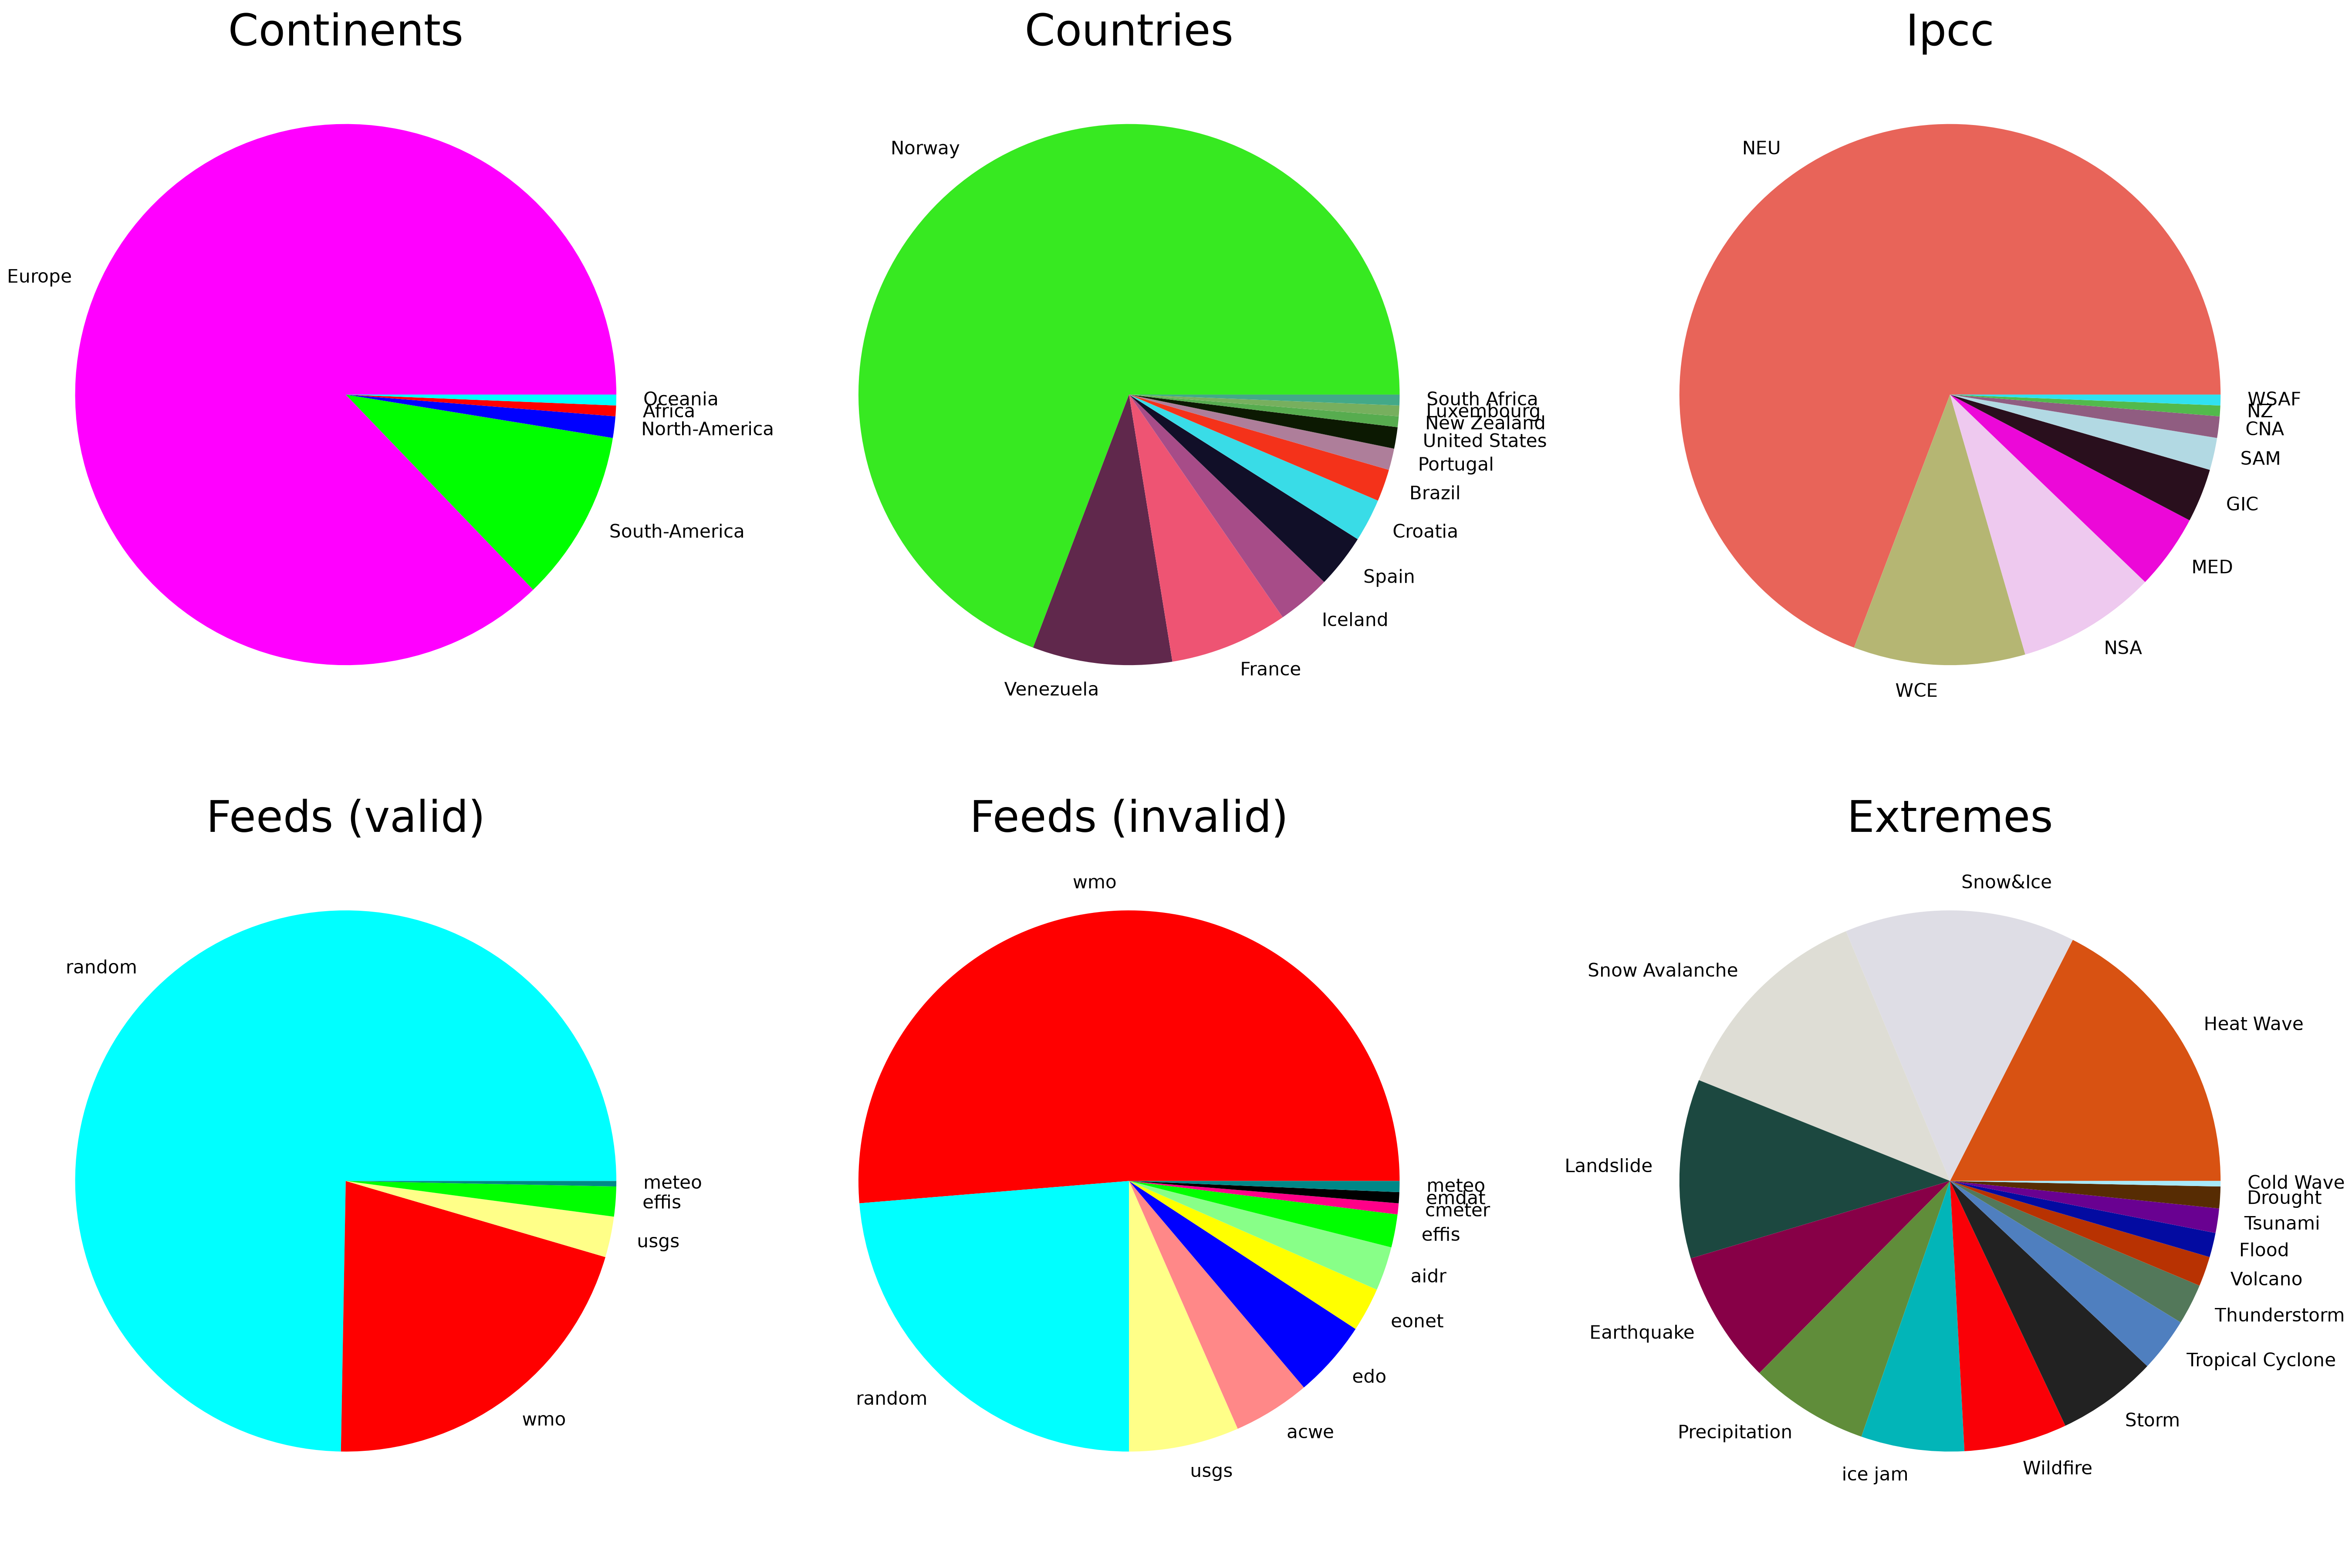 Continents
Europe
Oceania
Africa
North-America
South-America
Countries
Norway
South Africa
Luxembourg
New Zealand
United States
Portugal
Brazil
Croatia
Spain
Iceland
France
Venezuela
Ipcc
NEU
WSAF
NZ
CNA
SAM
GIC
MED
NSA
WCE
Feeds (valid)
random
meteo
effis
usgs
wmo
Feeds (invalid)
wmo
meteo
emdat
cmeter
effis
aidr
eonet
edo
acwe
usgs
random
Extremes
Snow&Ice
Snow Avalanche
Heat Wave
Landslide
Cold Wave
Drought
Tsunami
Flood
Volcano
Thunderstorm
Earthquake
Tropical Cyclone
Storm
Precipitation
Wildfire
ice jam